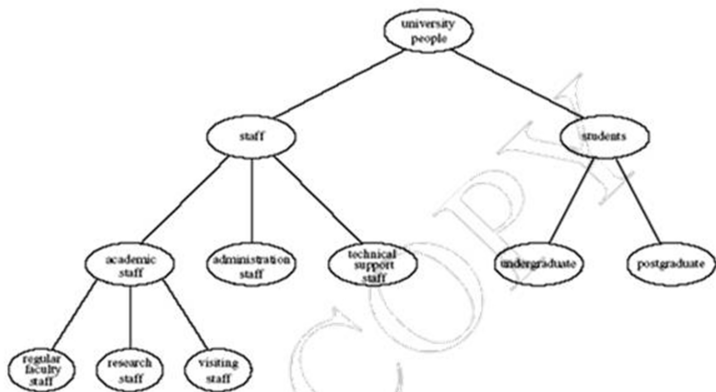 university
people
staff
students
academic
staff
administration
staff
technical
support
staff
undergraduate
postgraduate
regular
faculty
staff
research
staff
visiting
staff
COPY